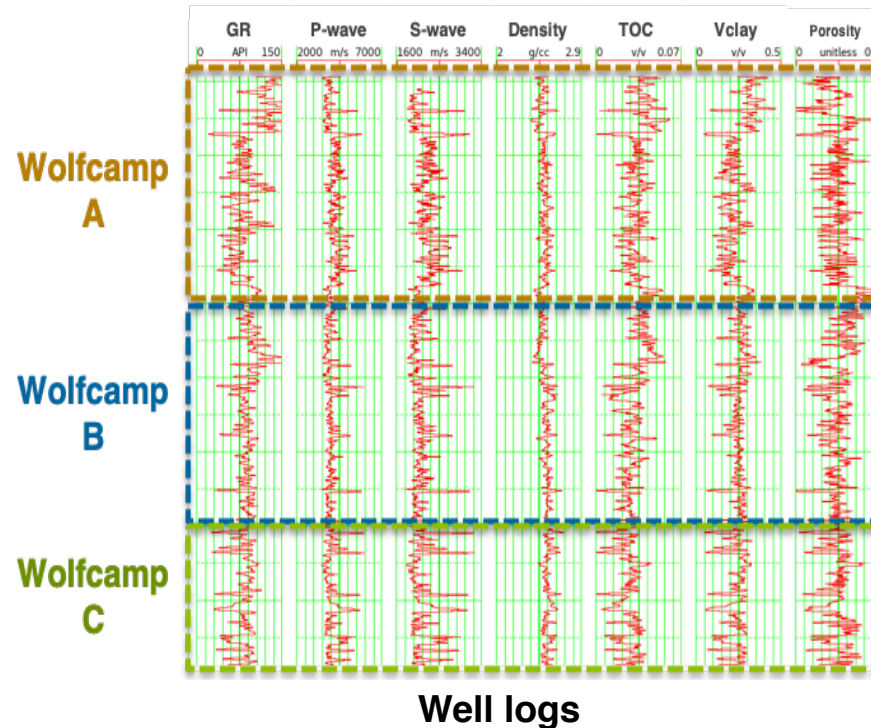 GR P-wave S-wave Density TOC Vclay Porosity
0 API 150 2000 m/s 7000 1600 m/s 3400 2 g/cc 2.9 0 v/v 0.07 0 v/v 0.5 0 unitless
Wolfcamp
A
Wolfcamp
B
Wolfcamp
C
Well logs